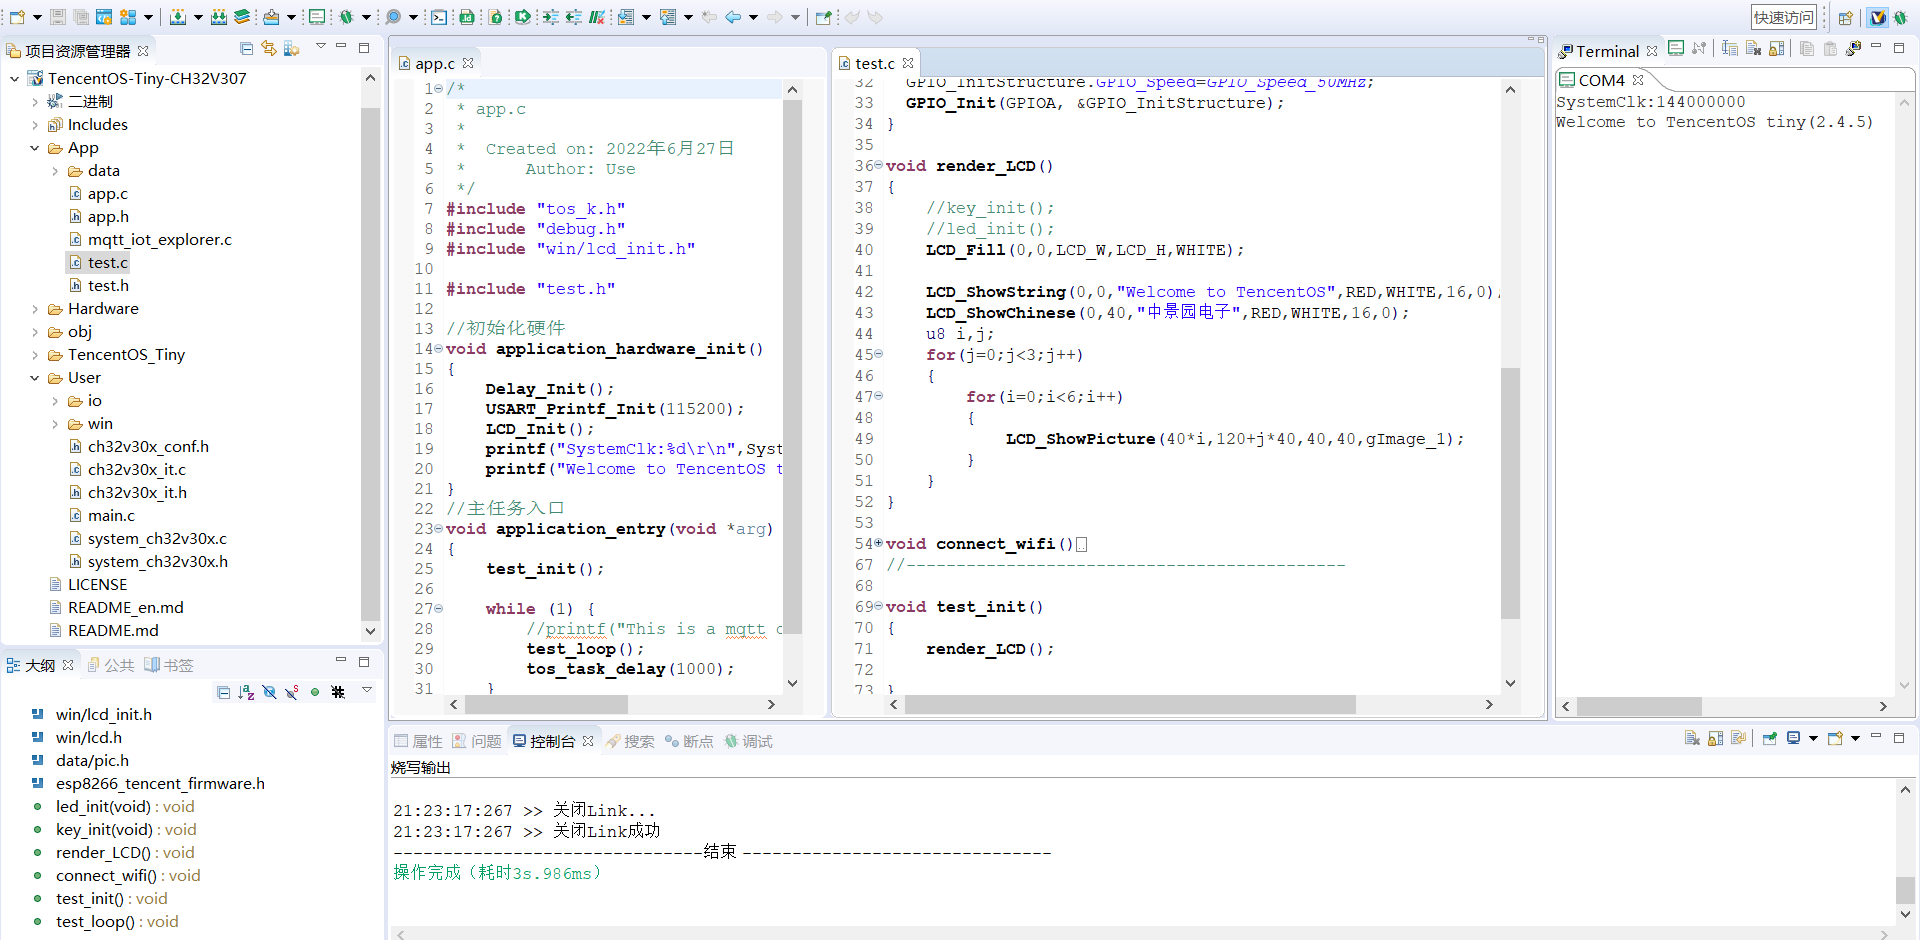 快速访问
项目资源管理器
TencentOS-Tiny-CH32V307
二进制
Includes
App
data
app.c
app.h
mqtt_iot_explorer.c
test.c
test.h
Hardware
obj
TencentOS_Tiny
User
io
win
ch32v30x_conf.h
ch32v30x_it.c
ch32v30x_it.h
main.c
system_ch32v30x.c
system_ch32v30x.h
LICENSE
README_en.md
README.md
大纲 公共 书签
win/lcd_init.h
win/lcd.h
data/pic.h
esp8266_tencent_firmware.h
led_init(void) : void
key_init(void) : void
render_LCD() : void
connect_wifi() : void
test_init() : void
test_loop() : void
app.c
1 /*
2 * app.c
3 *
4 *  Created on: 2022年6月27日
5 *      Author: Use
6 */
7 #include "tos_k.h"
8 #include "debug.h"
9 #include "win/lcd_init.h"
10
11 #include "test.h"
12
13 //初始化硬件
14 void application_hardware_init()
15 {
16     Delay_Init();
17     USART_Printf_Init(115200);
18     LCD_Init();
19     printf("SystemClk:%d\r\n",Syst
20     printf("Welcome to TencentOS t
21 }
22 //主任务入口
23 void application_entry(void *arg)
24 {
25     test_init();
26
27     while (1) {
28         //printf("This is a mqtt c
29         test_loop();
30         tos_task_delay(1000);
31     }
test.c
32   GPIO_InitStructure.GPIO_Speed=GPIO_Speed_50MHz;
33   GPIO_Init(GPIOA, &GPIO_InitStructure);
34 }
35
36 void render_LCD()
37 {
38     //key_init();
39     //led_init();
40     LCD_Fill(0,0,LCD_W,LCD_H,WHITE);
41
42     LCD_ShowString(0,0,"Welcome to TencentOS",RED,WHITE,16,0);
43     LCD_ShowChinese(0,40,"中景园电子",RED,WHITE,16,0);
44     u8 i,j;
45     for(j=0;j<3;j++)
46     {
47         for(i=0;i<6;i++)
48         {
49             LCD_ShowPicture(40*i,120+j*40,40,40,gImage_1);
50         }
51     }
52 }
53
54 void connect_wifi()
67 //--------------------------------------------
68
69 void test_init()
70 {
71     render_LCD();
72
73 }
Terminal
COM4
SystemClk:144000000
Welcome to TencentOS tiny(2.4.5)
属性 问题 控制台 搜索 断点 调试
烧写输出
21:23:17:267 >> 关闭Link...
21:23:17:267 >> 关闭Link成功
-------------------------------结束-------------------------------
操作完成（耗时3s.986ms）